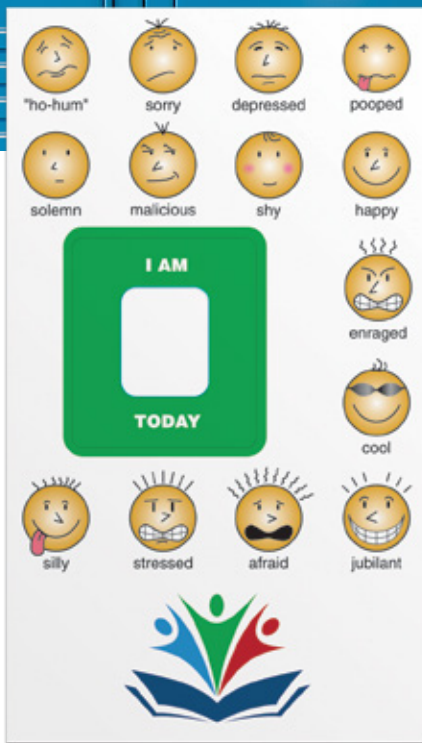 "ho-hum" sorry depressed pooped
solemn malicious shy happy
I AM
enraged
TODAY
cool
silly stressed afraid jubilant